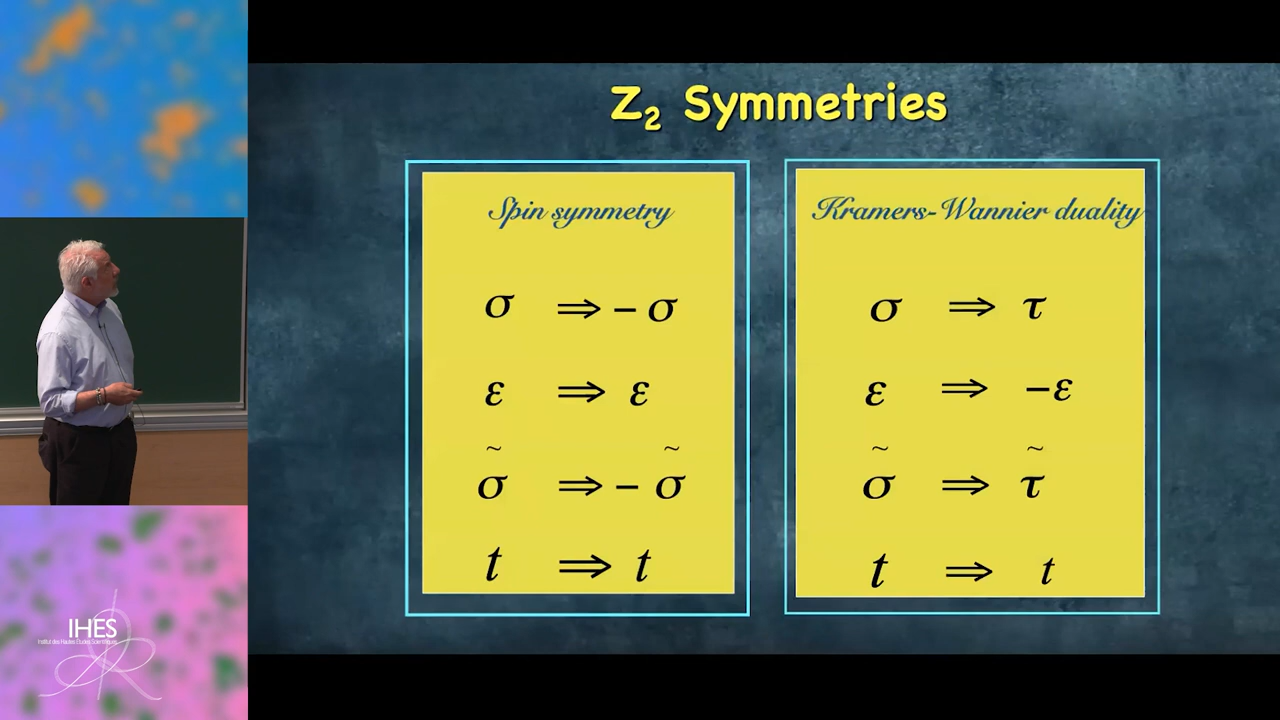 Z₂ Symmetries
Spin symmetry
σ ⇒ – σ
ε ⇒ ε
σ̃ ⇒ – σ̃
t ⇒ t
Kramers-Wannier duality
σ ⇒ τ
ε ⇒ –ε
σ̃ ⇒ τ̃
t ⇒ t
IHES
Institut des Hautes Études Scientifiques